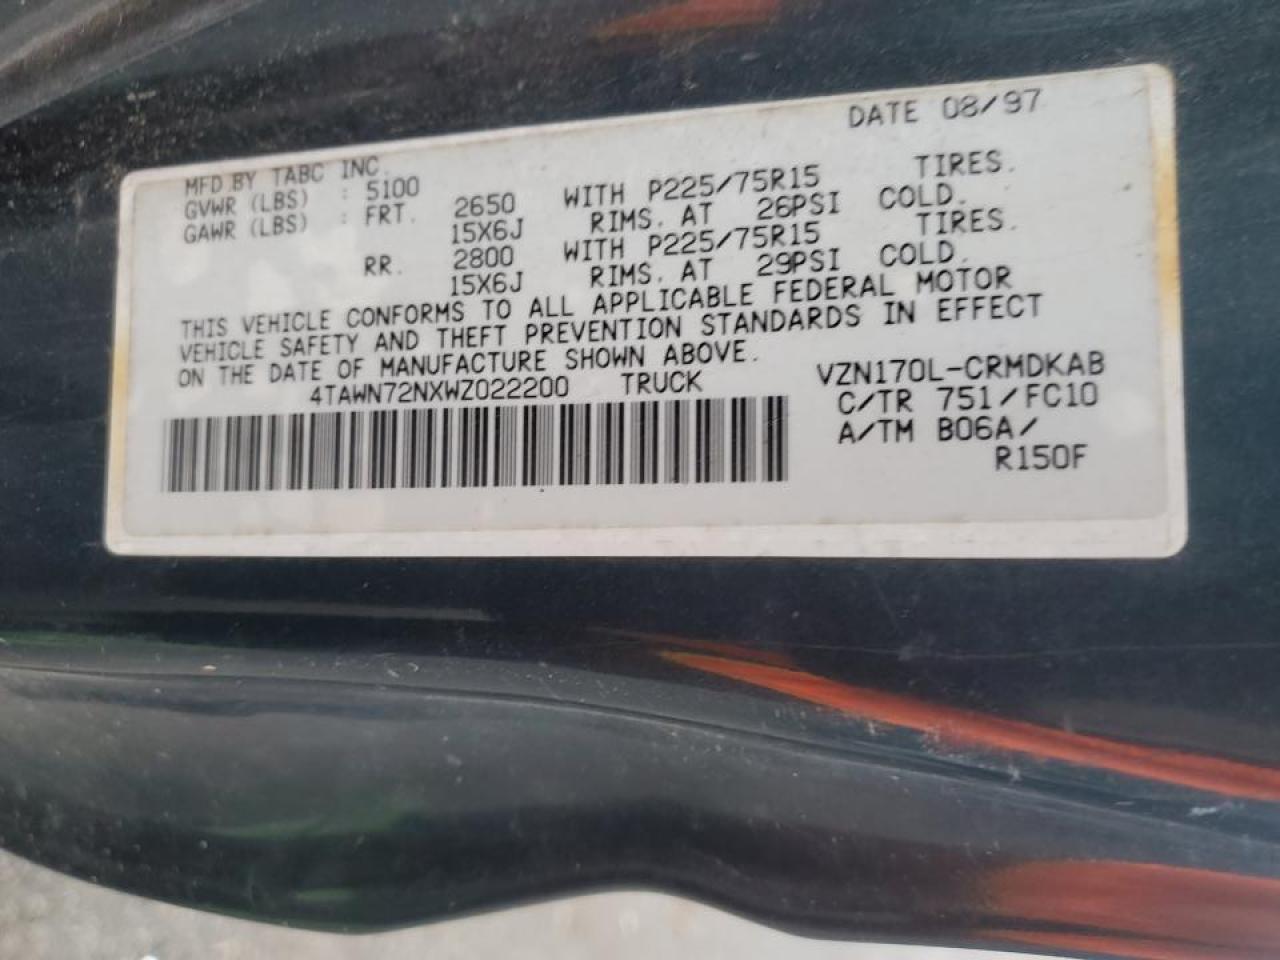 DATE 08/97
MFD.BY TABC INC.
GVWR (LBS) : 5100
GAWR (LBS) : FRT. 2650 WITH P225/75R15 TIRES.
15X6J RIMS. AT 26PSI COLD.
RR. 2800 WITH P225/75R15 TIRES.
15X6J RIMS. AT 29PSI COLD.
THIS VEHICLE CONFORMS TO ALL APPLICABLE FEDERAL MOTOR
VEHICLE SAFETY AND THEFT PREVENTION STANDARDS IN EFFECT
ON THE DATE OF MANUFACTURE SHOWN ABOVE.
4TAWN72NXWZ022200 TRUCK VZN170L-CRMDKAB
C/TR 751/FC10
A/TM B06A/
R150F